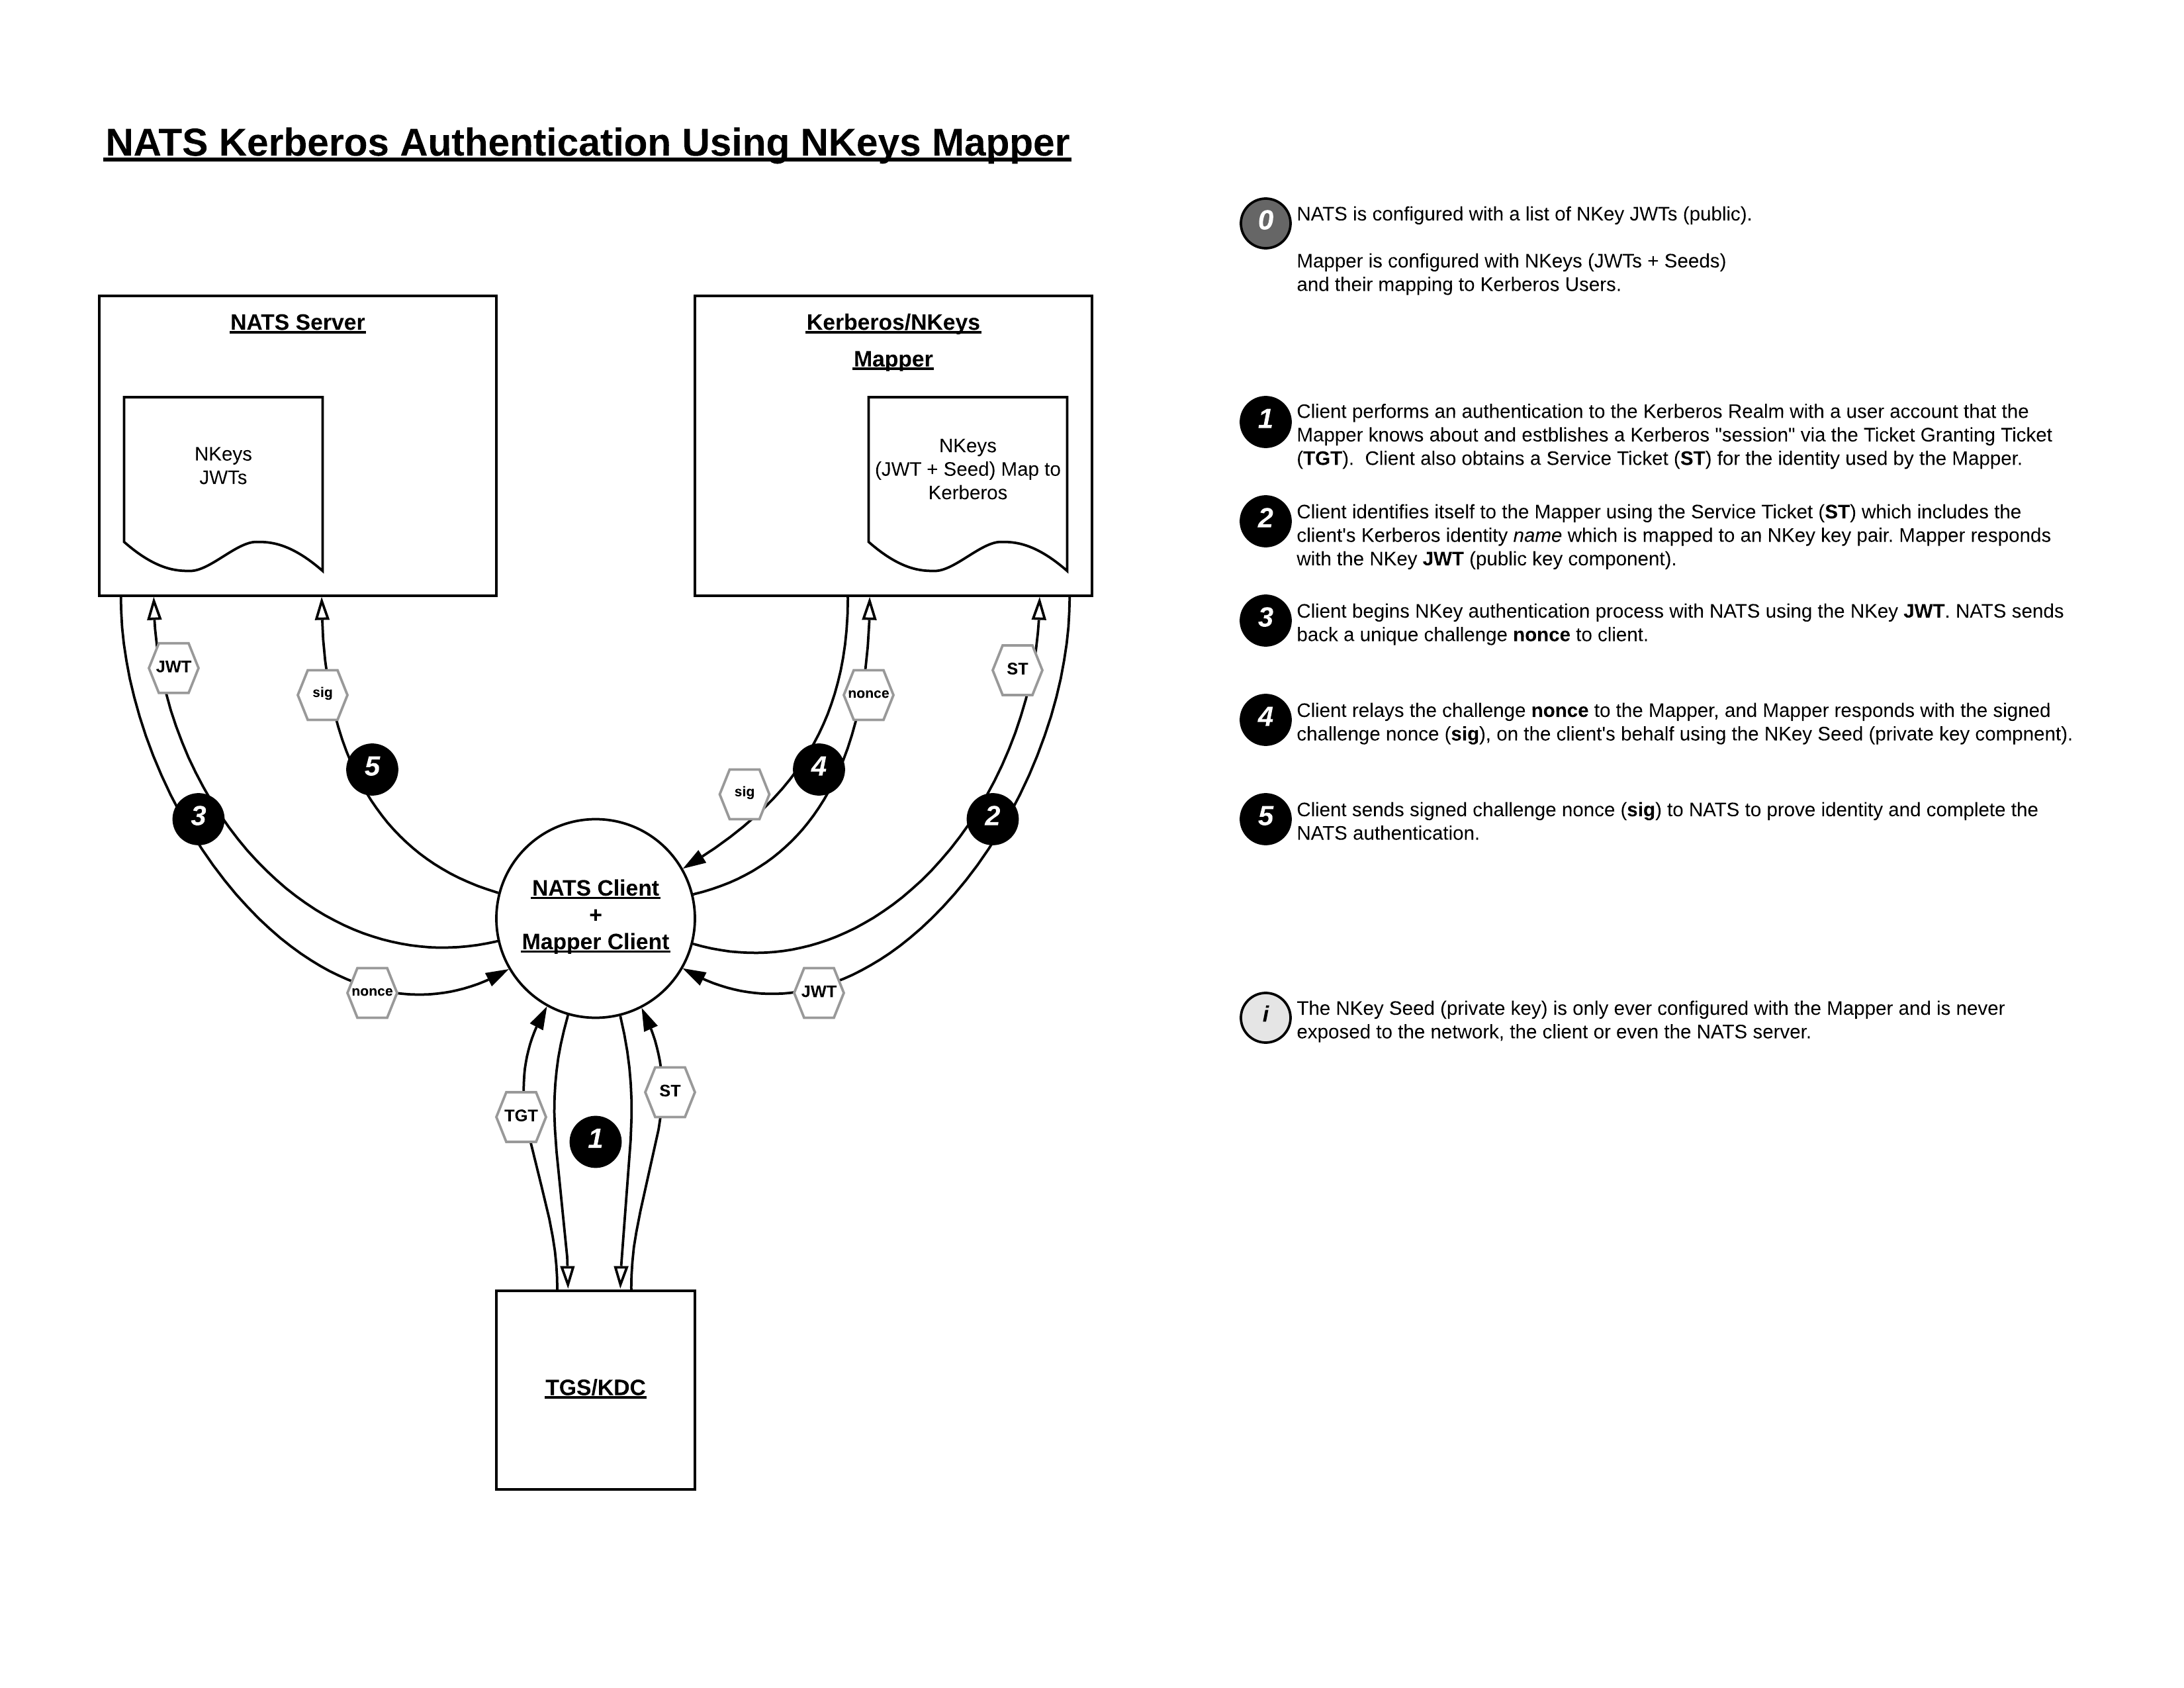 NATS Kerberos Authentication Using NKeys Mapper
NATS Server
NKeys
JWTs
Kerberos/NKeys
Mapper
NKeys
(JWT + Seed) Map to
Kerberos
JWT
sig
nonce
ST
5
4
sig
3
2
NATS Client
+
Mapper Client
nonce
JWT
TGT
ST
1
TGS/KDC
0
NATS is configured with a list of NKey JWTs (public).
Mapper is configured with NKeys (JWTs + Seeds)
and their mapping to Kerberos Users.
1
Client performs an authentication to the Kerberos Realm with a user account that the
Mapper knows about and estblishes a Kerberos "session" via the Ticket Granting Ticket
(TGT).  Client also obtains a Service Ticket (ST) for the identity used by the Mapper.
2
Client identifies itself to the Mapper using the Service Ticket (ST) which includes the
client's Kerberos identity name which is mapped to an NKey key pair. Mapper responds
with the NKey JWT (public key component).
3
Client begins NKey authentication process with NATS using the NKey JWT. NATS sends
back a unique challenge nonce to client.
4
Client relays the challenge nonce to the Mapper, and Mapper responds with the signed
challenge nonce (sig), on the client's behalf using the NKey Seed (private key compnent).
5
Client sends signed challenge nonce (sig) to NATS to prove identity and complete the
NATS authentication.
i
The NKey Seed (private key) is only ever configured with the Mapper and is never
exposed to the network, the client or even the NATS server.